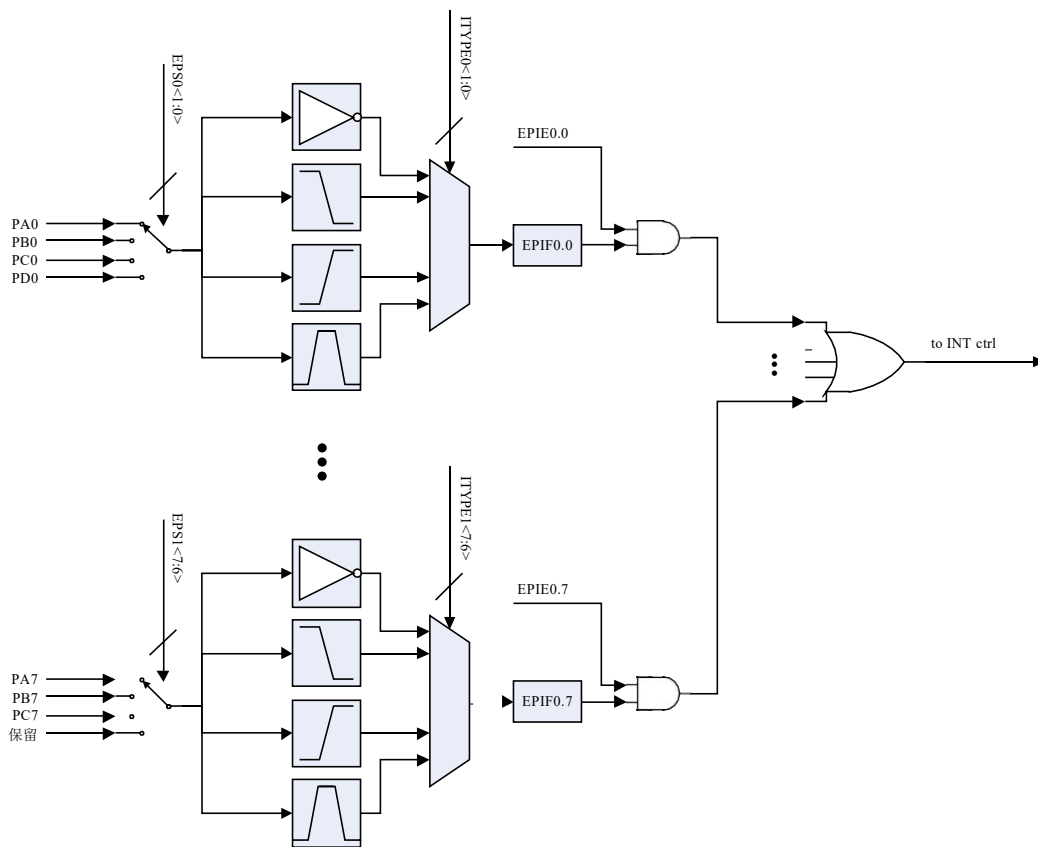 EPS0<1:0>
ITYPE0<1:0>
EPIE0.0
PA0
PB0
PC0
PD0
EPIF0.0
to INT ctrl
EPS1<7:6>
ITYPE1<7:6>
EPIE0.7
PA7
PB7
PC7
保留
EPIF0.7